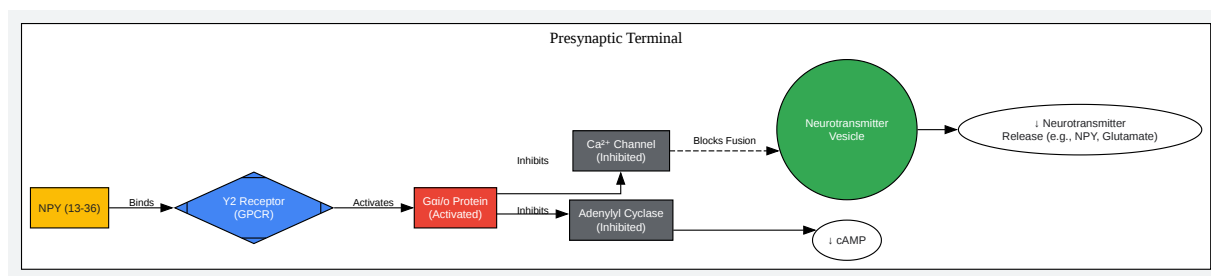 Presynaptic Terminal
NPY (13-36)
Binds
Y2 Receptor
(GPCR)
Activates
Gαi/o Protein
(Activated)
Inhibits
Ca²⁺ Channel
(Inhibited)
Blocks Fusion
Neurotransmitter
Vesicle
↓ Neurotransmitter
Release (e.g., NPY, Glutamate)
Inhibits
Adenylyl Cyclase
(Inhibited)
↓ cAMP